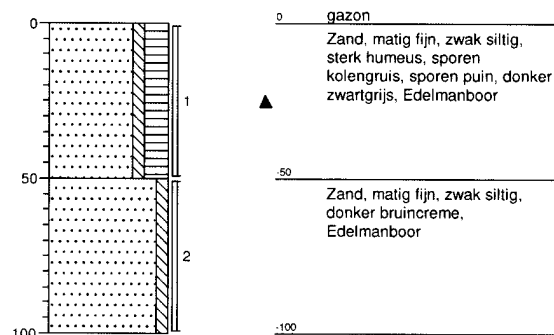 0
1
50
2
100
0 gazon
Zand, matig fijn, zwak siltig,
sterk humeus, sporen
kolengruis, sporen puin, donker
zwartgrijs, Edelmanboor
-50
Zand, matig fijn, zwak siltig,
donker bruincreme,
Edelmanboor
-100